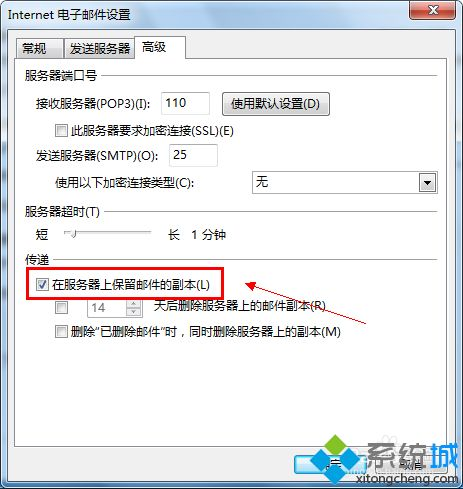 Internet 电子邮件设置
常规 发送服务器 高级
服务器端口号
接收服务器(POP3)(I): 110 使用默认设置(D)
此服务器要求加密连接(SSL)(E)
发送服务器(SMTP)(O): 25
使用以下加密连接类型(C): 无
服务器超时(T)
短 长 1 分钟
传递
在服务器上保留邮件的副本(L)
14 天后删除服务器上的邮件副本(R)
删除“已删除邮件”时，同时删除服务器上的副本(M)
取消
系统城
xitongcheng.com